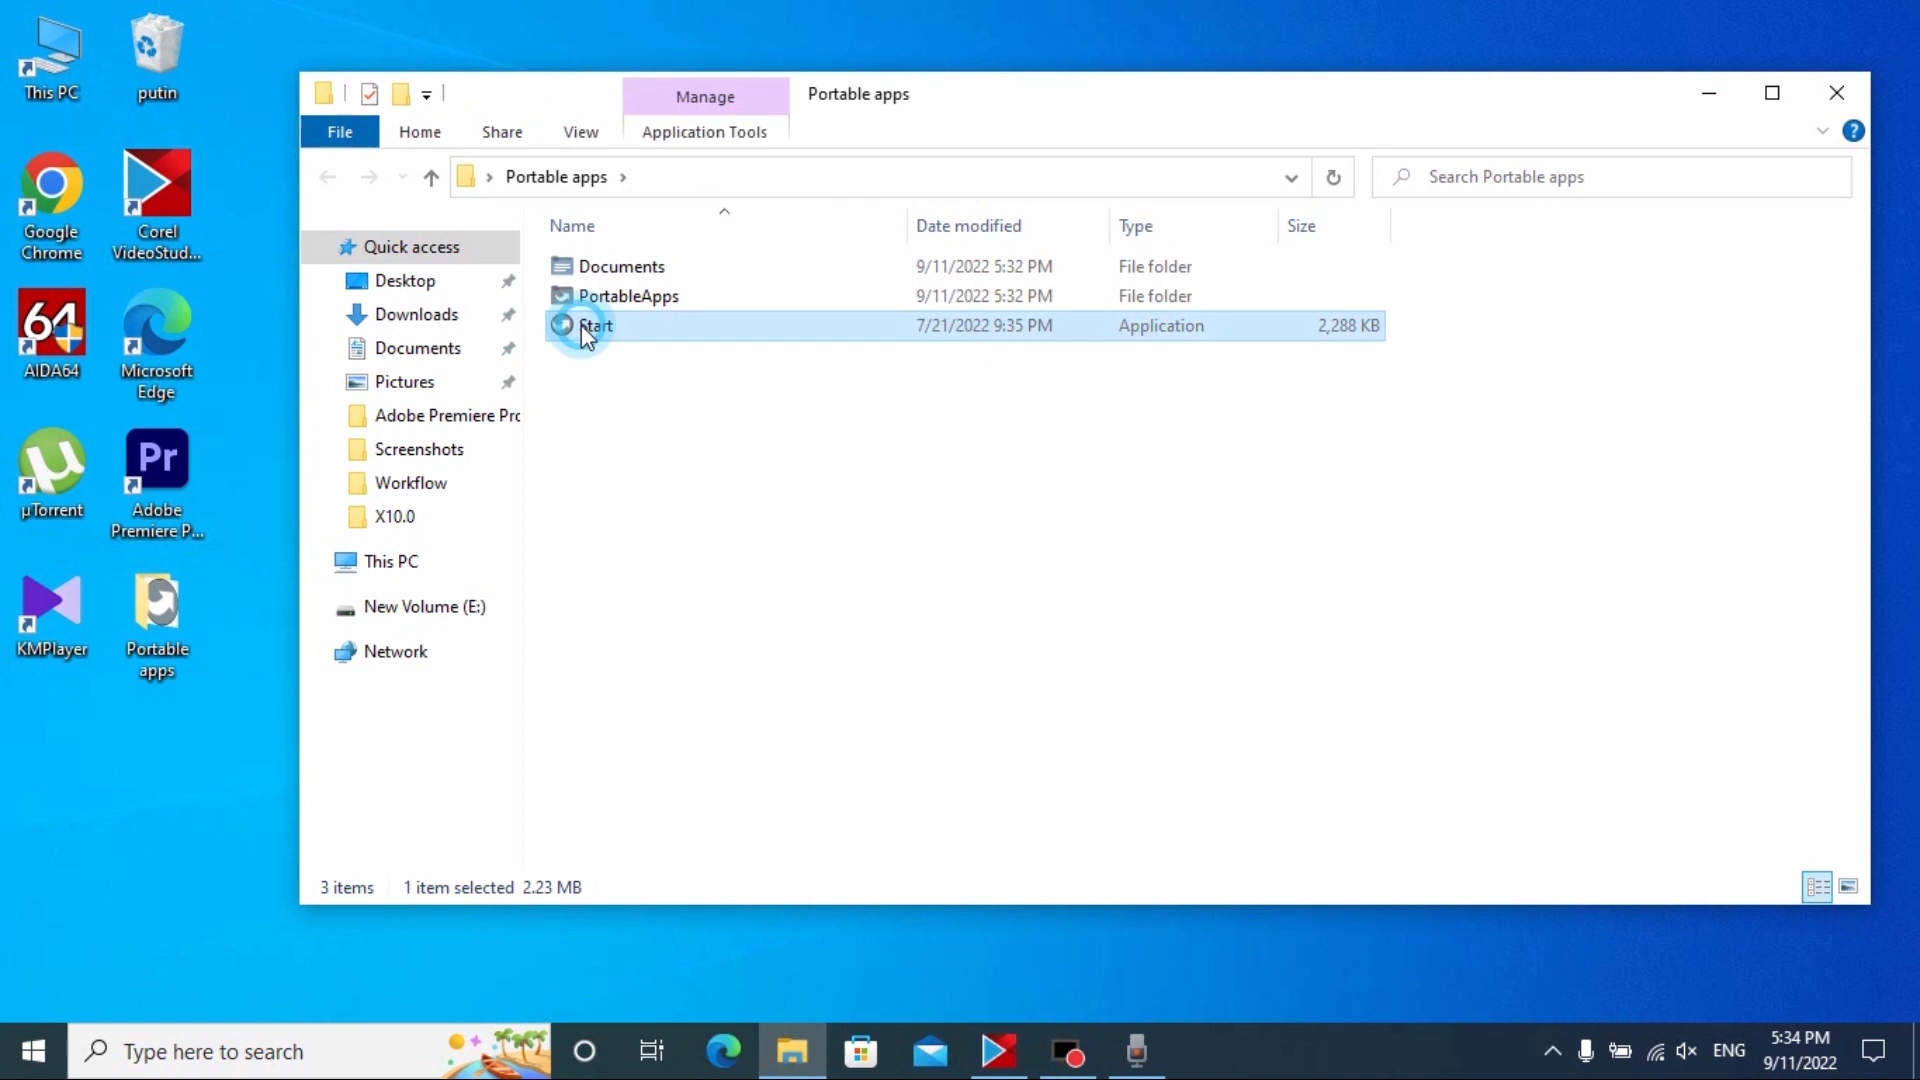 This PC
putin
Google
Chrome
Corel
VideoStud...
64
AIDA64
Microsoft
Edge
µ
µTorrent
Pr
Adobe
Premiere P...
KMPlayer
Portable
apps
Manage
Portable apps
File
Home
Share
View
Application Tools
?
Portable apps
Search Portable apps
Name
Date modified
Type
Size
Quick access
Desktop
Downloads
Documents
Pictures
Adobe Premiere Pro
Screenshots
Workflow
X10.0
This PC
New Volume (E:)
Network
Documents 9/11/2022 5:32 PM File folder
PortableApps 9/11/2022 5:32 PM File folder
Start 7/21/2022 9:35 PM Application 2,288 KB
3 items 1 item selected 2.23 MB
Type here to search
ENG
5:34 PM
9/11/2022